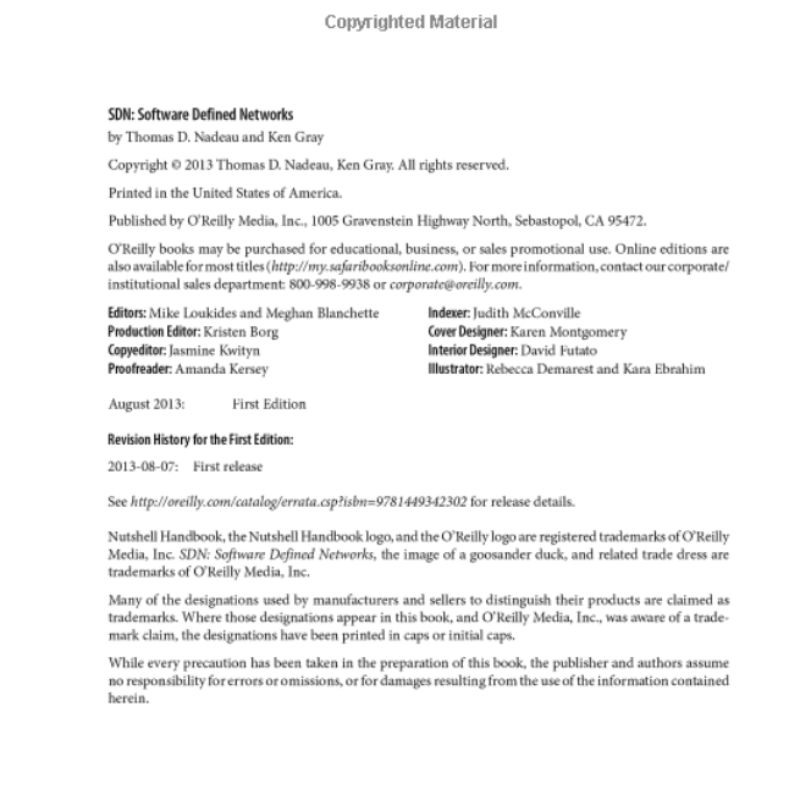 Copyrighted Material
SDN: Software Defined Networks
by Thomas D. Nadeau and Ken Gray
Copyright © 2013 Thomas D. Nadeau, Ken Gray. All rights reserved.
Printed in the United States of America.
Published by O'Reilly Media, Inc., 1005 Gravenstein Highway North, Sebastopol, CA 95472.
O'Reilly books may be purchased for educational, business, or sales promotional use. Online editions are
also available for most titles (http://my.safaribooksonline.com). For more information, contact our corporate/
institutional sales department: 800-998-9938 or corporate@oreilly.com.
Editors: Mike Loukides and Meghan Blanchette
Production Editor: Kristen Borg
Copyeditor: Jasmine Kwityn
Proofreader: Amanda Kersey
Indexer: Judith McConville
Cover Designer: Karen Montgomery
Interior Designer: David Futato
Illustrator: Rebecca Demarest and Kara Ebrahim
August 2013: First Edition
Revision History for the First Edition:
2013-08-07: First release
See http://oreilly.com/catalog/errata.csp?isbn=9781449342302 for release details.
Nutshell Handbook, the Nutshell Handbook logo, and the O'Reilly logo are registered trademarks of O'Reilly
Media, Inc. SDN: Software Defined Networks, the image of a goosander duck, and related trade dress are
trademarks of O'Reilly Media, Inc.
Many of the designations used by manufacturers and sellers to distinguish their products are claimed as
trademarks. Where those designations appear in this book, and O'Reilly Media, Inc., was aware of a trade-
mark claim, the designations have been printed in caps or initial caps.
While every precaution has been taken in the preparation of this book, the publisher and authors assume
no responsibility for errors or omissions, or for damages resulting from the use of the information contained
herein.